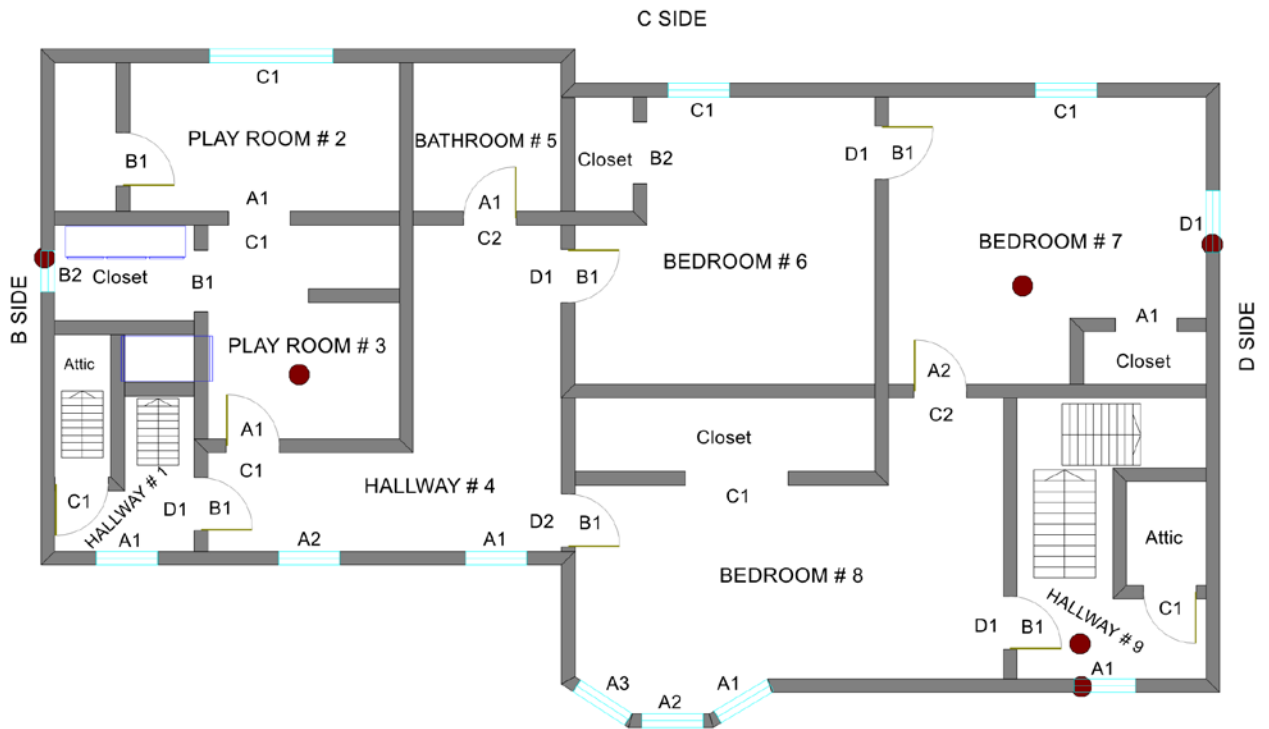 C SIDE
C1
C1
C1
PLAY ROOM # 2
BATHROOM # 5
B1
Closet
B2
D1
B1
A1
A1
C1
C2
D1
BEDROOM # 7
BEDROOM # 6
B SIDE
B2
Closet
B1
D1
B1
D SIDE
A1
PLAY ROOM # 3
Closet
Attic
A2
C2
A1
Closet
C1
HALLWAY # 4
C1
C1
HALLWAY # 1
D1
B1
D2
B1
A1
A2
A1
Attic
BEDROOM # 8
C1
HALLWAY # 9
D1
B1
A1
A3
A2
A1